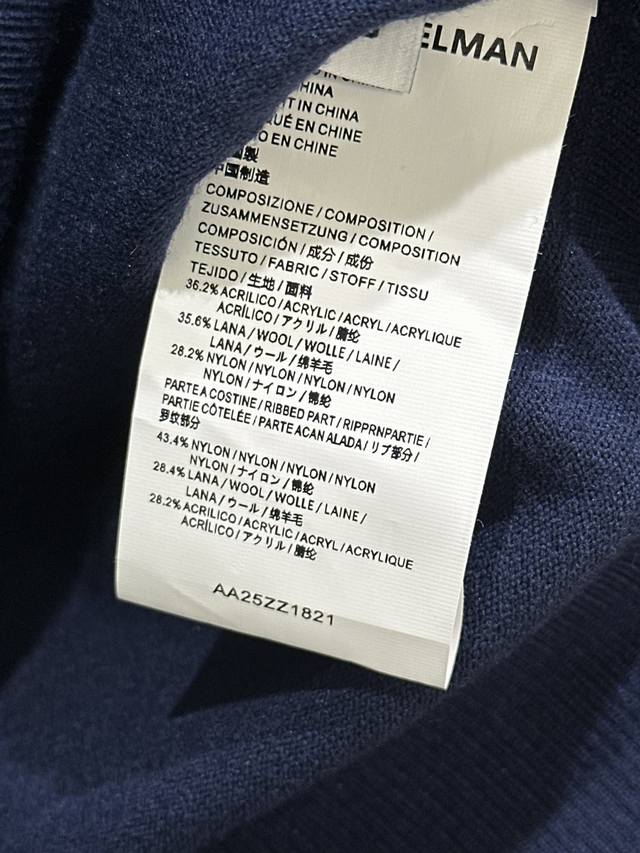 ELMAN
HINA
IN CHINA
EN CHINE
O EN CHINE
中国制造
COMPOSIZIONE / COMPOSITION /
ZUSAMMENSETZUNG / COMPOSITION
COMPOSICIÓN / 成分 / 成份
TESSUTO / FABRIC / STOFF / TISSU
TEJIDO / 生地 / 面料
36.2% ACRILICO / ACRYLIC / ACRYL / ACRYLIQUE
ACRÍLICO / アクリル / 腈纶
35.6% LANA / WOOL / WOLLE / LAINE /
LANA / ウール / 绵羊毛
28.2% NYLON / NYLON / NYLON / NYLON
NYLON / ナイロン / 锦纶
PARTE A COSTINE / RIBBED PART / RIPPRNPARTIE /
PARTIE CÔTELÉE / PARTE ACAN ALADA / リブ部分 /
罗纹部分
43.4% NYLON / NYLON / NYLON / NYLON
NYLON / ナイロン / 锦纶
28.4% LANA / WOOL / WOLLE / LAINE /
LANA / ウール / 绵羊毛
28.2% ACRILICO / ACRYLIC / ACRYL / ACRYLIQUE
ACRÍLICO / アクリル / 腈纶
AA25ZZ1821